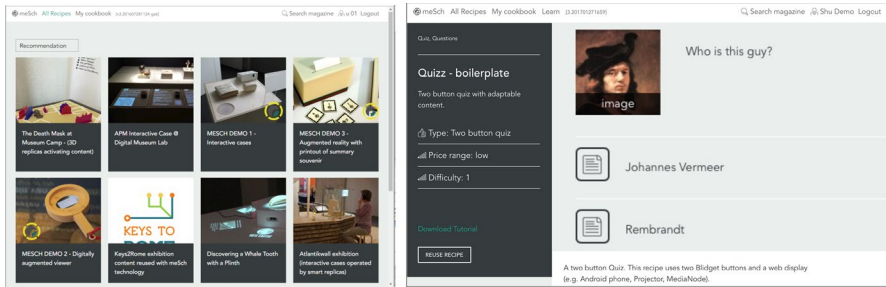 meSch All Recipes My cookbook
Search magazine u 01 Logout
Recommendation
The Death Mask at
Museum Camp - (3D
replicas activating content)
APM Interactive Case @
Digital Museum Lab
MESCH DEMO 1 -
Interactive cases
MESCH DEMO 3 -
Augmented reality with
printout of summary
souvenir
KEYS TO
MESCH DEMO 2 - Digitally
augmented viewer
Keys2Rome exhibition
content reused with meSch
technology
Discovering a Whale Tooth
with a Plinth
Atlantikwall exhibition
(Interactive cases operated
by smart replicas)
meSch All Recipes My cookbook Learn (3.201701271659)
Search magazine Shu Demo Logout
Quiz, Questions
Quizz - boilerplate
Two button quiz with adaptable
content.
Type: Two button quiz
Price range: low
Difficulty: 1
Download Tutorial
REUSE RECIPE
Who is this guy?
image
Johannes Vermeer
Rembrandt
A two button Quiz. This recipe uses two Blidget buttons and a web display
(e.g. Android phone, Projector, MediaNode).